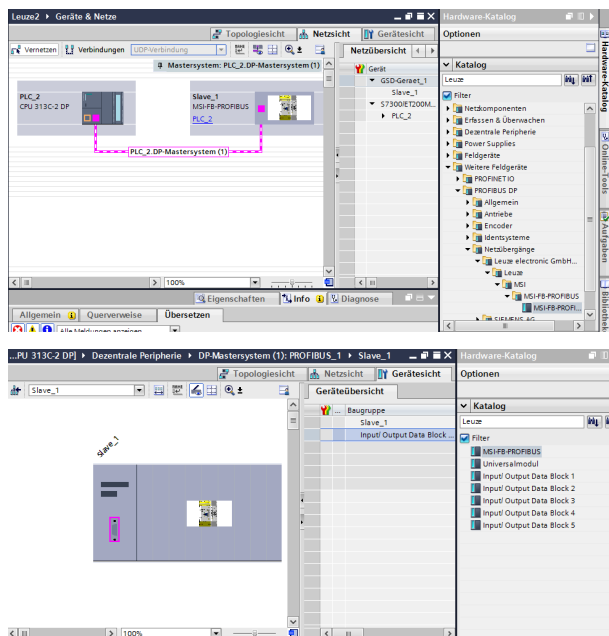 Leuze2 ▸ Geräte & Netze
Hardware-Katalog
Topologiesicht Netzsicht Gerätesicht
Optionen
Vernetzen Verbindungen UDP-Verbindung
Netzübersicht
Mastersystem: PLC_2.DP-Mastersystem (1)
PLC_2
CPU 313C-2 DP
Slave_1
MSI-FB-PROFIBUS
PLC_2
PLC_2.DP-Mastersystem (1)
100%
Gerät
GSD-Geraet_1
Slave_1
S7300/ET200M...
PLC_2
Katalog
Leuze
Filter
Netzkomponenten
Erfassen & Überwachen
Dezentrale Peripherie
Power Supplies
Feldgeräte
Weitere Feldgeräte
PROFINET IO
PROFIBUS DP
Allgemein
Antriebe
Encoder
Identsysteme
Netzübergänge
Leuze electronic GmbH...
Leuze
MSI
MSI-FB-PROFIBUS
MSI-FB-PROFI...
SIEMENS AG
Hardware-Katalog
Online-Tools
Aufgaben
Bibliothek
Eigenschaften Info Diagnose
Allgemein Querverweise Übersetzen
Alle Meldungen anzeigen
...PU 313C-2 DP] ▸ Dezentrale Peripherie ▸ DP-Mastersystem (1): PROFIBUS_1 ▸ Slave_1
Hardware-Katalog
Topologiesicht Netzsicht Gerätesicht
Optionen
Slave_1
Geräteübersicht
Slave_1
100%
... Baugruppe
Slave_1
Input/ Output Data Block ...
Katalog
Leuze
Filter
MSI-FB-PROFIBUS
Universalmodul
Input/ Output Data Block 1
Input/ Output Data Block 2
Input/ Output Data Block 3
Input/ Output Data Block 4
Input/ Output Data Block 5